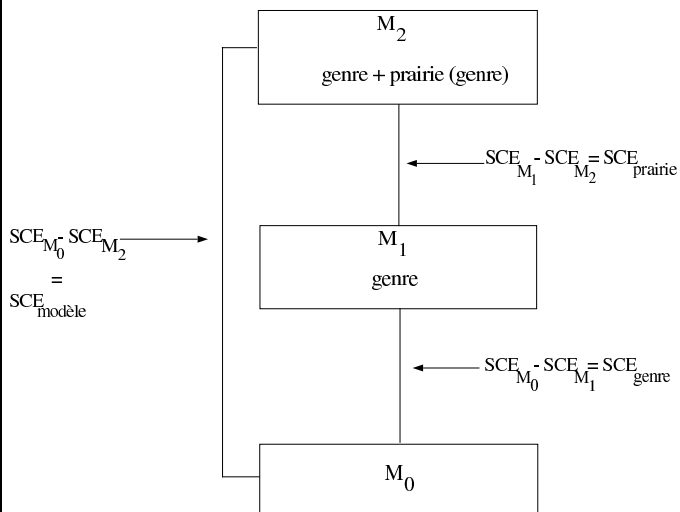 M2
genre + prairie (genre)
SCEM1 - SCEM2 = SCEprairie
SCEM0 - SCEM2
=
SCEmodèle
M1
genre
SCEM0 - SCEM1 = SCEgenre
M0